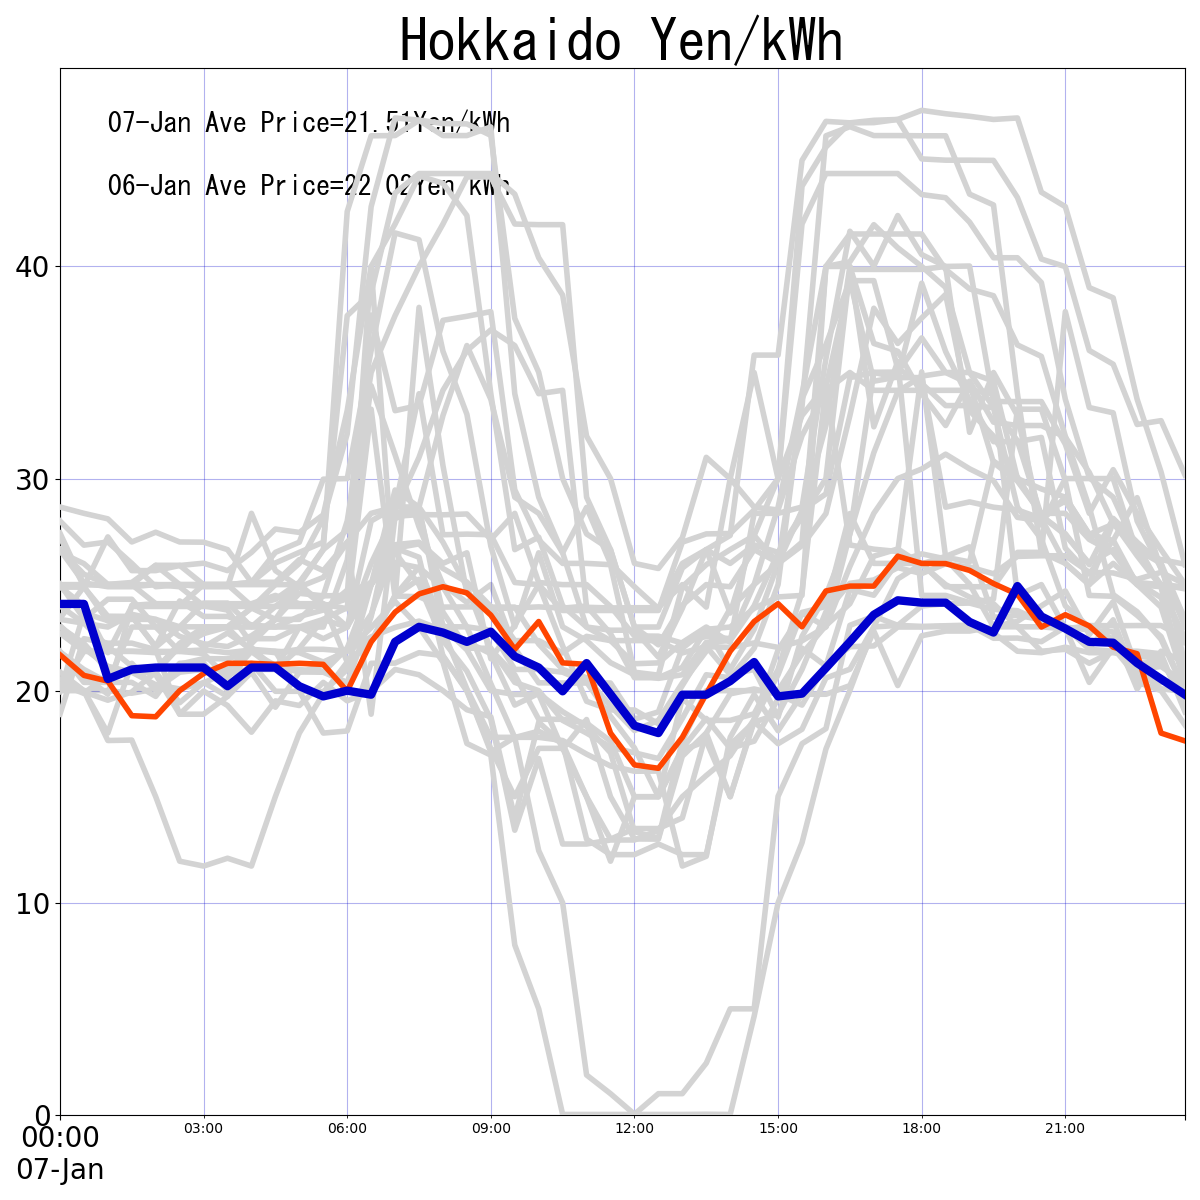 Hokkaido Yen/kWh
07-Jan Ave Price=21.51Yen/kWh
06-Jan Ave Price=22.02Yen/kWh
40
30
20
10
0
00:00 03:00 06:00 09:00 12:00 15:00 18:00 21:00
07-Jan